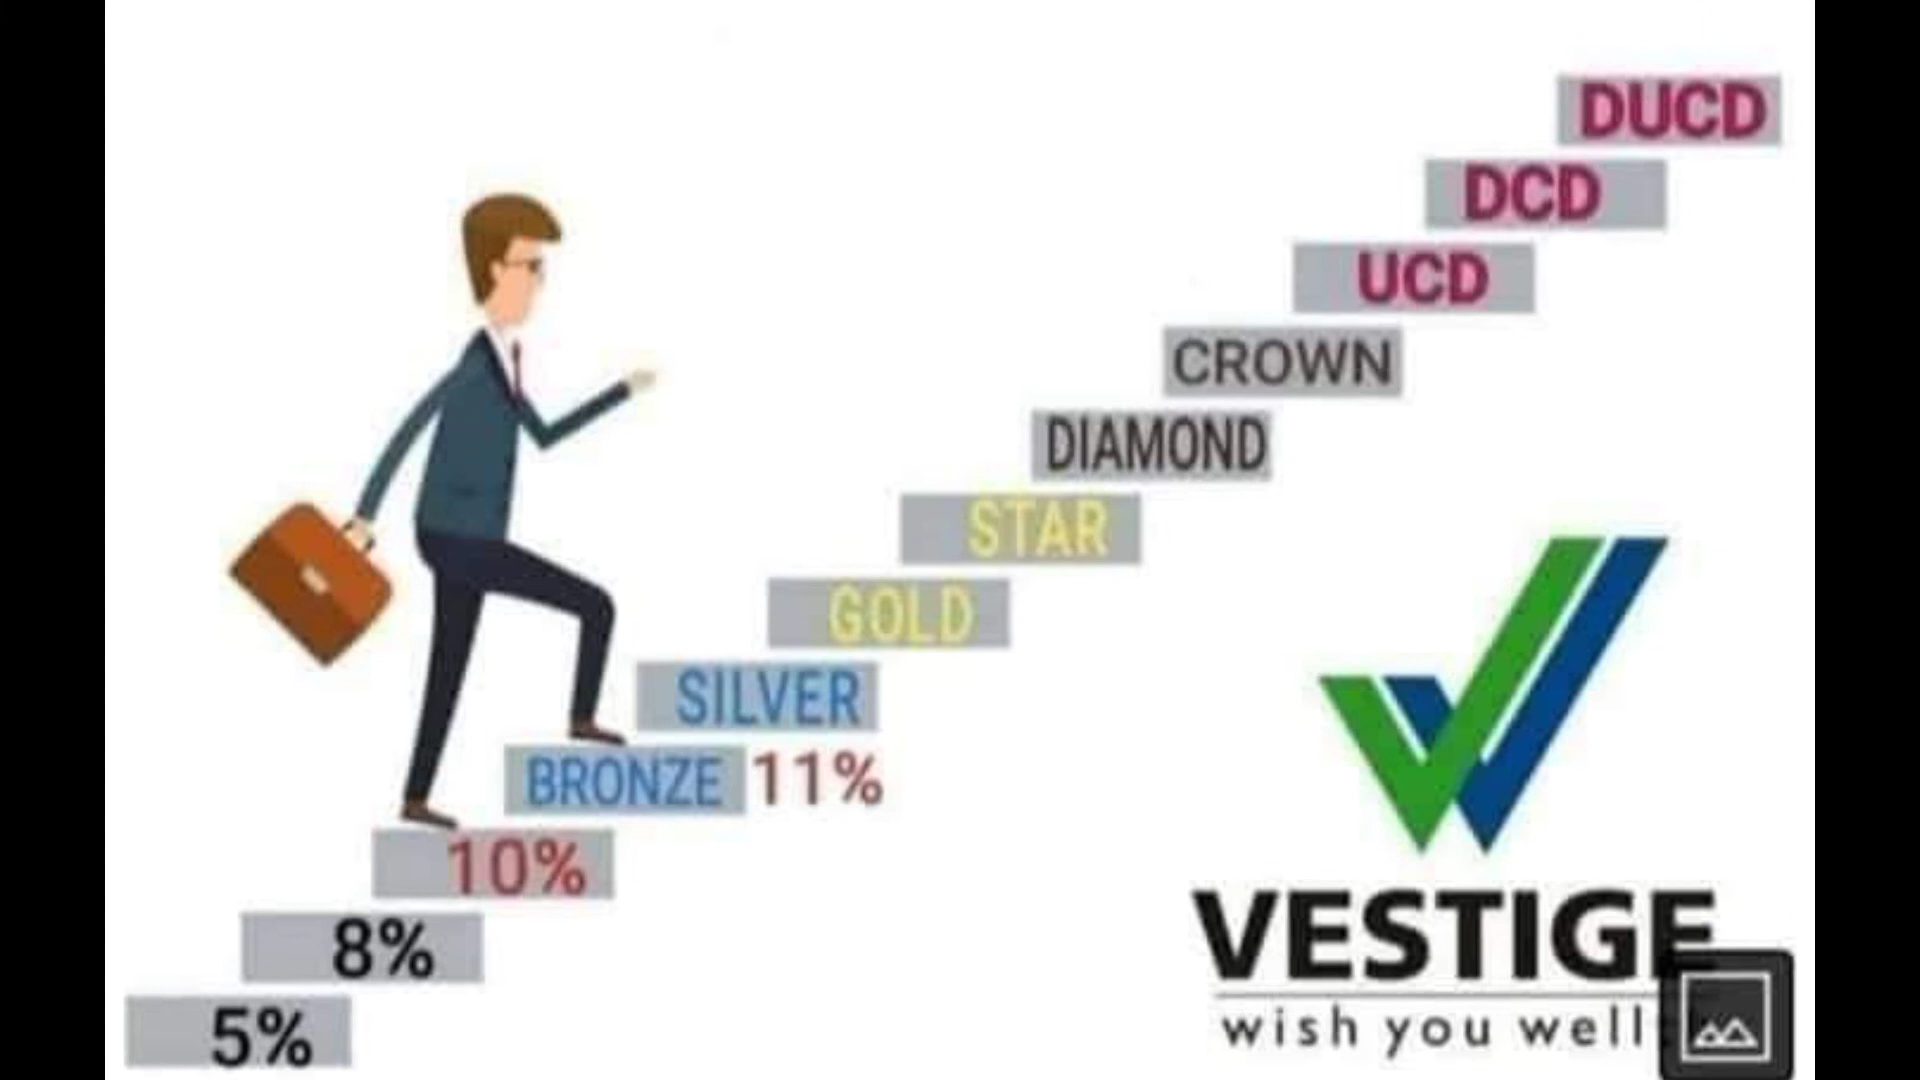 DUCD
DCD
UCD
CROWN
DIAMOND
STAR
GOLD
SILVER
BRONZE 11%
10%
8%
5%
VESTIGE
wish you well